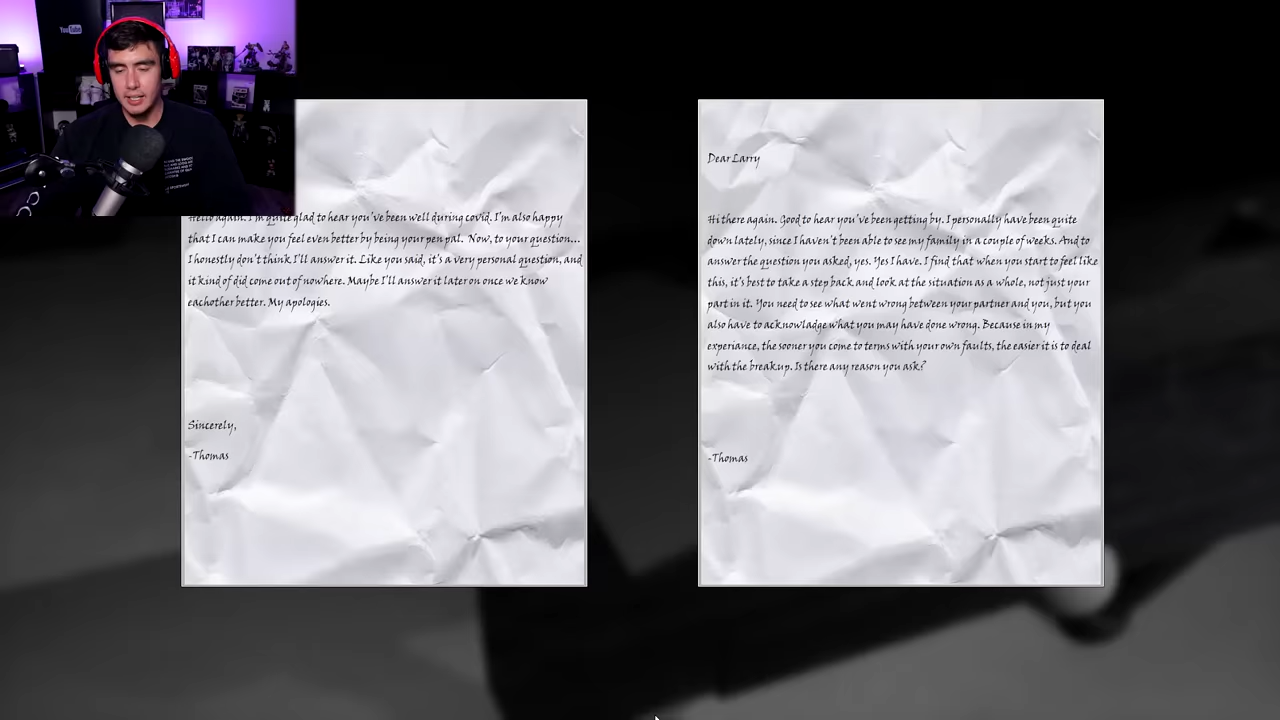 YouTube
Hello again. I'm quite glad to hear you've been well during covid. I'm also happy
that I can make you feel even better by being your pen pal. Now, to your question...
I honestly don't think I'll answer it. Like you said, it's a very personal question, and
it kind of did come out of nowhere. Maybe I'll answer it later on once we know
eachother better. My apologies.
Sincerely,
-Thomas
Dear Larry
Hi there again. Good to hear you've been getting by. I personally have been quite
down lately, since I haven't been able to see my family in a couple of weeks. And to
answer the question you asked, yes. Yes I have. I find that when you start to feel like
this, it's best to take a step back and look at the situation as a whole, not just your
part in it. You need to see what went wrong between your partner and you, but you
also have to acknowladge what you may have done wrong. Because in my
experiance, the sooner you come to terms with your own faults, the easier it is to deal
with the breakup. Is there any reason you ask?
-Thomas